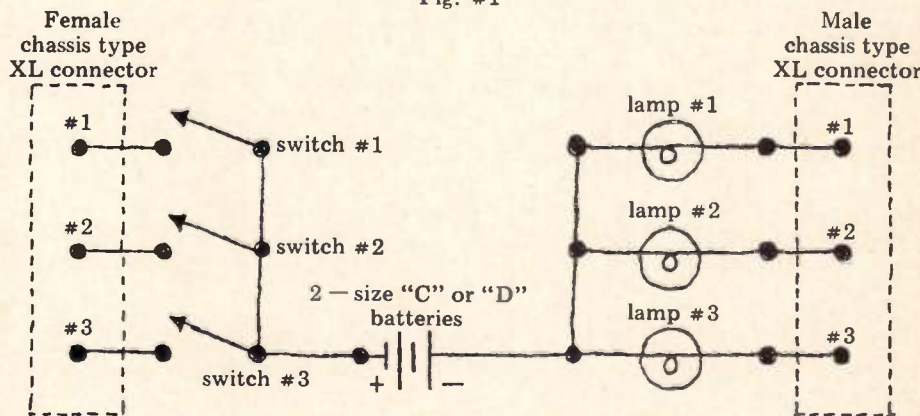 Fig. #1
Female
chassis type
XL connector
Male
chassis type
XL connector
#1
switch #1
lamp #1
#1
#2
switch #2
lamp #2
#2
2 — size “C” or “D”
batteries
#3
switch #3
+
—
lamp #3
#3